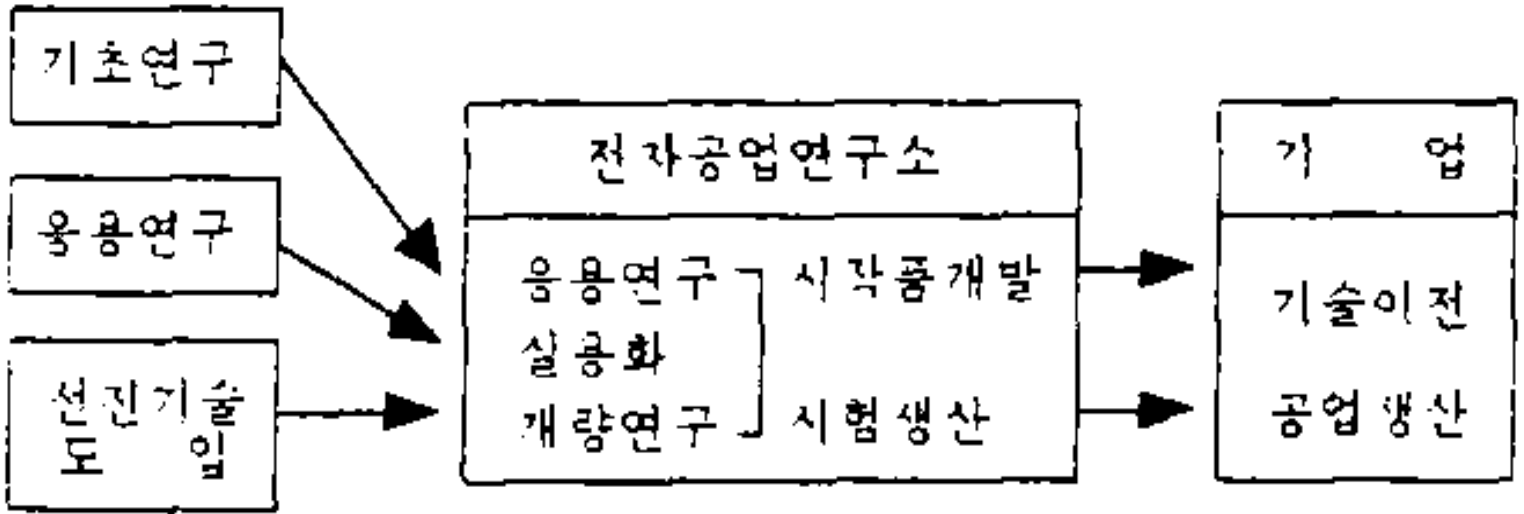 기초연구
응용연구
선진기술
도 입
전자공업연구소
응용연구
실용화
개량연구
시작품개발
시험생산
기 업
기술이전
공업생산